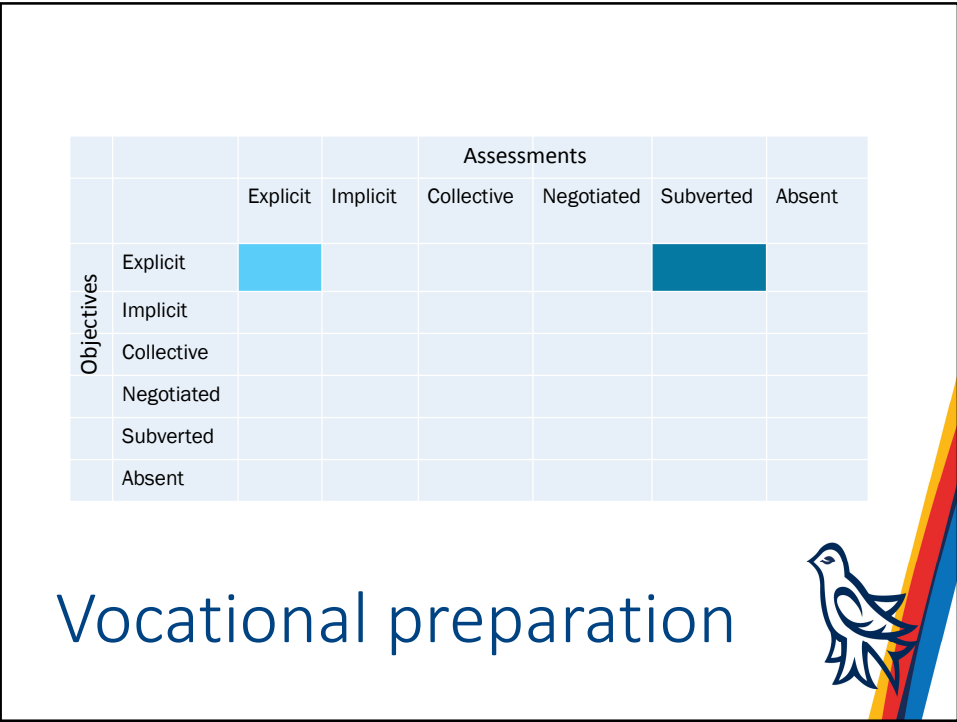 Assessments
Explicit Implicit Collective Negotiated Subverted Absent
Objectives
Explicit
Implicit
Collective
Negotiated
Subverted
Absent
Vocational preparation